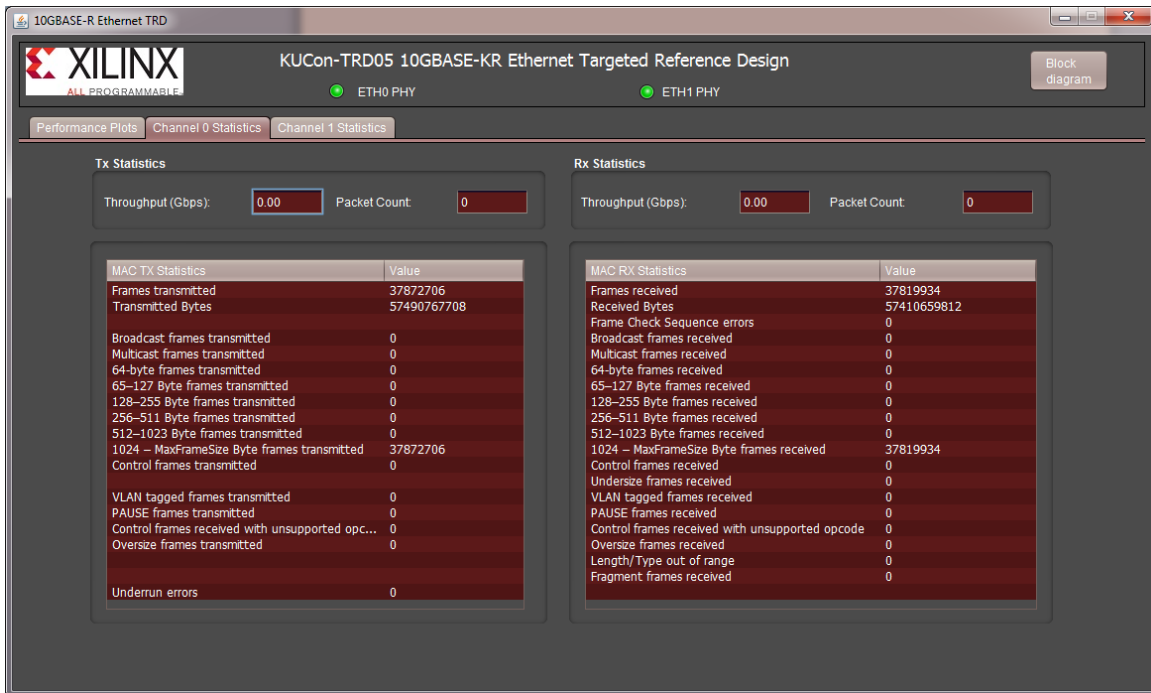 10GBASE-R Ethernet TRD
XILINX
ALL PROGRAMMABLE™
KUCon-TRD05 10GBASE-KR Ethernet Targeted Reference Design
ETH0 PHY ETH1 PHY
Block diagram
Performance Plots Channel 0 Statistics Channel 1 Statistics
Tx Statistics
Throughput (Gbps): 0.00 Packet Count: 0
MAC TX Statistics Value
Frames transmitted 37872706
Transmitted Bytes 57490767708
Broadcast frames transmitted 0
Multicast frames transmitted 0
64-byte frames transmitted 0
65–127 Byte frames transmitted 0
128–255 Byte frames transmitted 0
256–511 Byte frames transmitted 0
512–1023 Byte frames transmitted 0
1024 – MaxFrameSize Byte frames transmitted 37872706
Control frames transmitted 0
VLAN tagged frames transmitted 0
PAUSE frames transmitted 0
Control frames received with unsupported opc... 0
Oversize frames transmitted 0
Underrun errors 0
Rx Statistics
Throughput (Gbps): 0.00 Packet Count: 0
MAC RX Statistics Value
Frames received 37819934
Received Bytes 57410659812
Frame Check Sequence errors 0
Broadcast frames received 0
Multicast frames received 0
64-byte frames received 0
65–127 Byte frames received 0
128–255 Byte frames received 0
256–511 Byte frames received 0
512–1023 Byte frames received 0
1024 – MaxFrameSize Byte frames received 37819934
Control frames received 0
Undersize frames received 0
VLAN tagged frames received 0
PAUSE frames received 0
Control frames received with unsupported opcode 0
Oversize frames received 0
Length/Type out of range 0
Fragment frames received 0